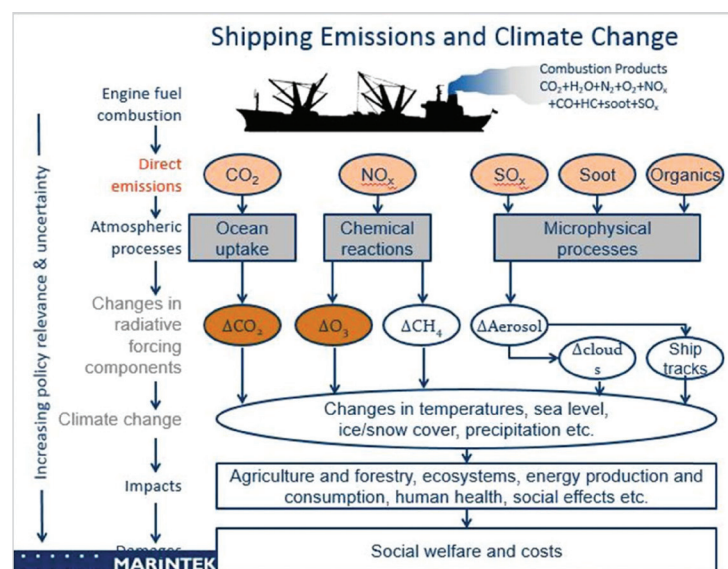 Shipping Emissions and Climate Change
Engine fuel
combustion
Combustion Products
CO₂+H₂O+N₂+O₂+NOₓ
+CO+HC+soot+SOₓ
Increasing policy relevance & uncertainty
Direct
emissions
CO₂
NOₓ
SOₓ
Soot
Organics
Atmospheric
processes
Ocean
uptake
Chemical
reactions
Microphysical
processes
Changes in
radiative
forcing
components
ΔCO₂
ΔO₃
ΔCH₄
ΔAerosol
Δcloud
s
Ship
tracks
Climate change
Changes in temperatures, sea level,
ice/snow cover, precipitation etc.
Impacts
Agriculture and forestry, ecosystems, energy production and
consumption, human health, social effects etc.
Damages
Social welfare and costs
MARINTEK